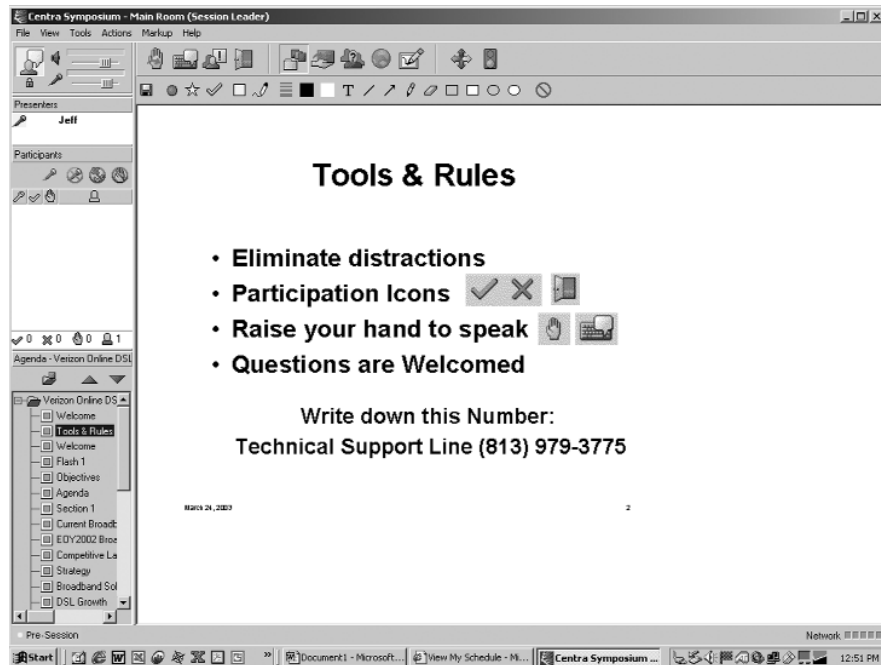 Centra Symposium - Main Room (Session Leader)
File View Tools Actions Markup Help
Presenters
Jeff
Participants
0 0 0 1
Agenda - Verizon Online DSL
Verizon Online DS
Welcome
Tools & Rules
Welcome
Flash 1
Objectives
Agenda
Section 1
Current Broadb
EOY2002 Broa
Competitive La
Strategy
Broadband Sol
DSL Growth
T
Tools & Rules
• Eliminate distractions
• Participation Icons
• Raise your hand to speak
• Questions are Welcomed
Write down this Number:
Technical Support Line (813) 979-3775
March 24, 2003 2
Pre-Session Network
Start » Document1 - Microsoft... View My Schedule - Mi... Centra Symposium ... 12:51 PM